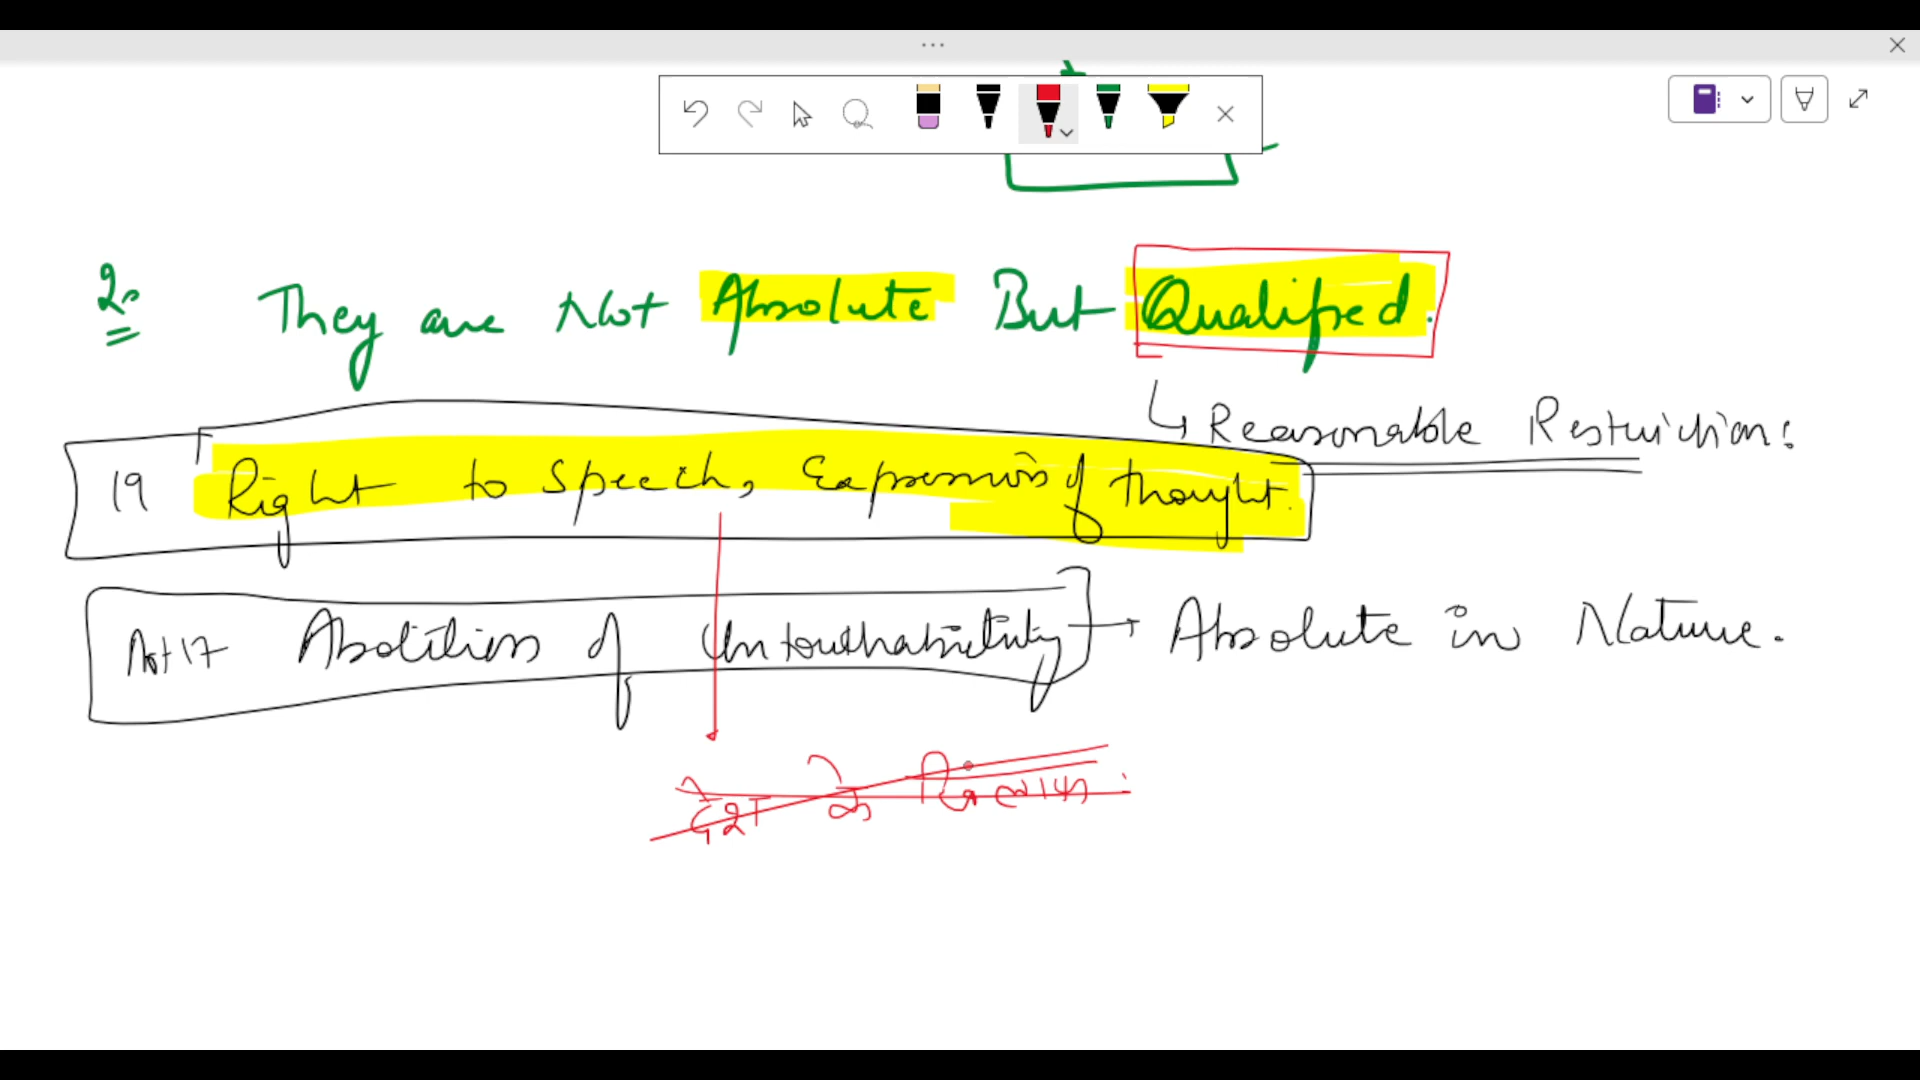 2. They are Not Absolute But Qualified.
↳ Reasonable Restrictions
19 Right to Speech, Expression of thought.
Art 17 Abolition of Untouchability → Absolute in Nature.